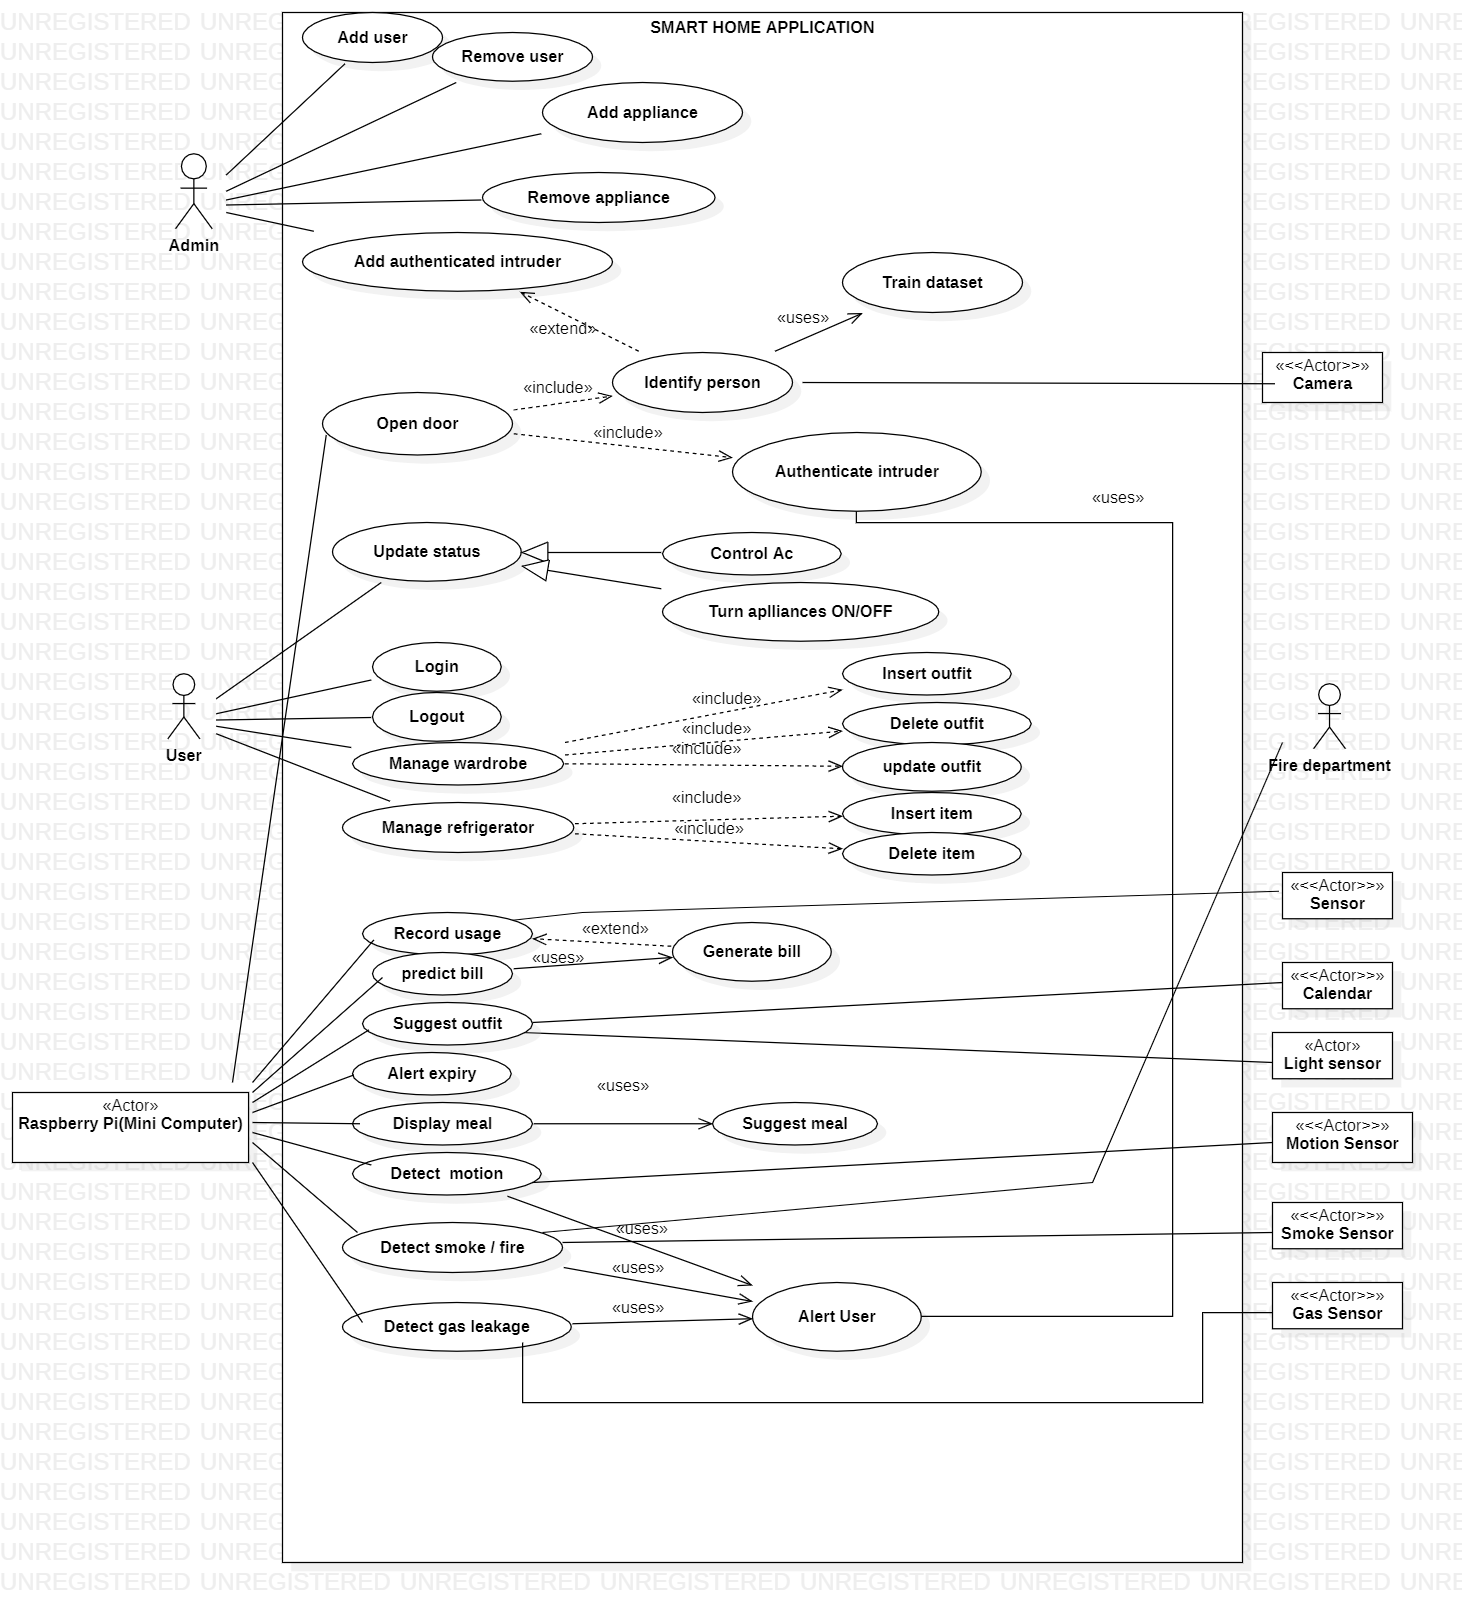 SMART HOME APPLICATION
Add user
Remove user
Add appliance
Remove appliance
Admin
Add authenticated intruder
Train dataset
«uses»
«extend»
Identify person
«<<Actor>>»
Camera
«include»
Open door
«include»
Authenticate intruder
«uses»
Update status
Control Ac
Turn aplliances ON/OFF
Login
Insert outfit
«include»
Logout
Delete outfit
«include»
«include»
User
Manage wardrobe
update outfit
Fire department
«include»
Insert item
Manage refrigerator
«include»
Delete item
«<<Actor>>»
Sensor
Record usage
«extend»
Generate bill
«uses»
predict bill
«<<Actor>>»
Calendar
Suggest outfit
«Actor»
Light sensor
Alert expiry
«uses»
«Actor»
Raspberry Pi(Mini Computer)
Display meal
Suggest meal
«<<Actor>>»
Motion Sensor
Detect  motion
«<<Actor>>»
Smoke Sensor
«uses»
Detect smoke / fire
«uses»
«<<Actor>>»
Gas Sensor
«uses»
Detect gas leakage
Alert User
UNREGISTERED UNREGISTERED UNREGISTERED UNREGISTERED UNREGISTERED UNREGISTERED UNREGISTERED